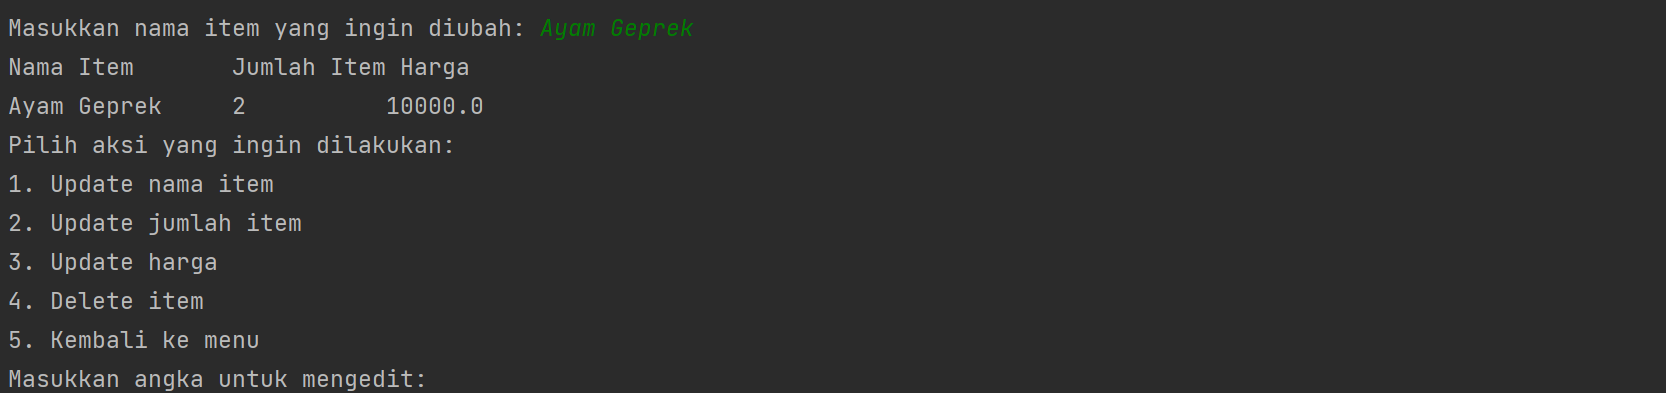 Masukkan nama item yang ingin diubah: Ayam Geprek
Nama Item       Jumlah Item Harga
Ayam Geprek     2          10000.0
Pilih aksi yang ingin dilakukan:
1. Update nama item
2. Update jumlah item
3. Update harga
4. Delete item
5. Kembali ke menu
Masukkan angka untuk mengedit: